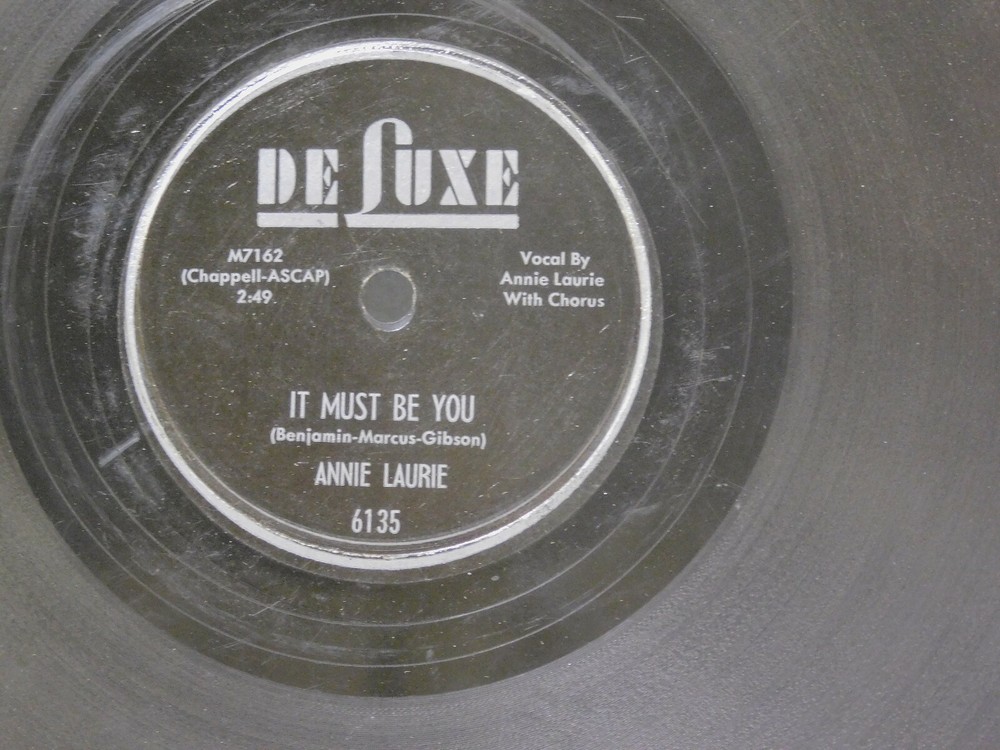 DE LUXE
M7162
(Chappell-ASCAP)
2:49
Vocal By
Annie Laurie
With Chorus
IT MUST BE YOU
(Benjamin-Marcus-Gibson)
ANNIE LAURIE
6135